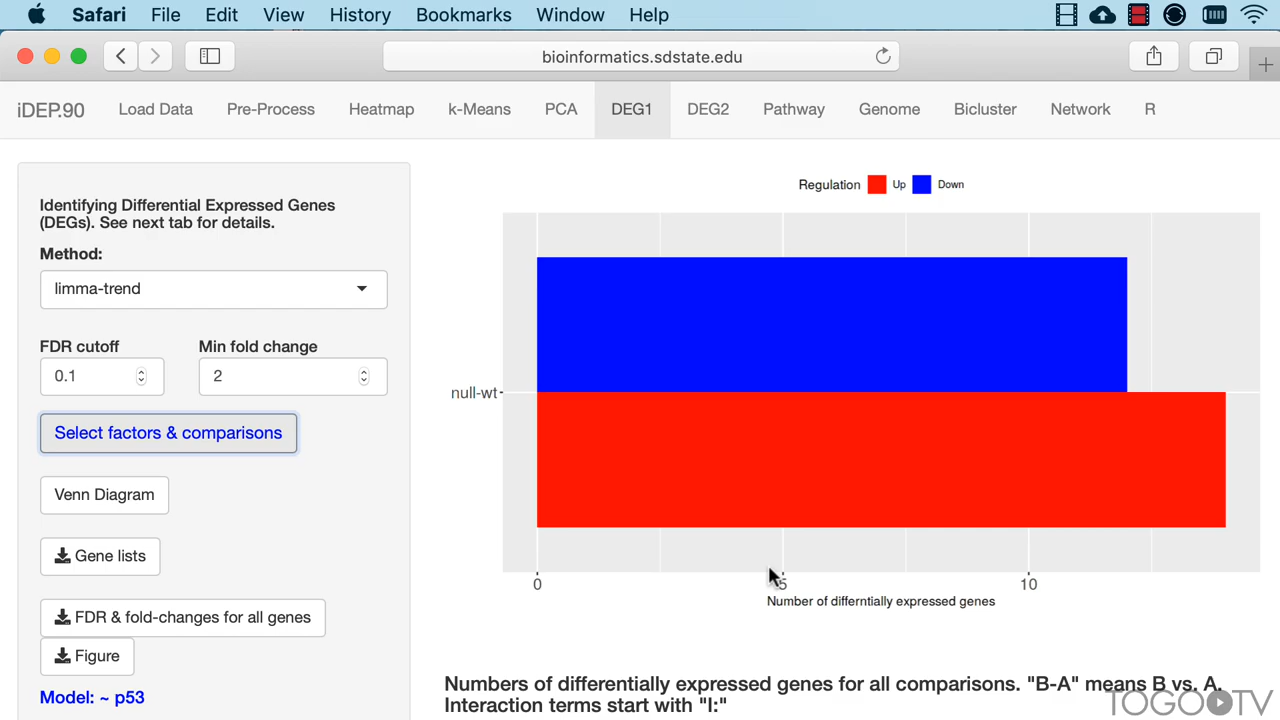 Safari File Edit View History Bookmarks Window Help
bioinformatics.sdstate.edu
iDEP.90 Load Data Pre-Process Heatmap k-Means PCA DEG1 DEG2 Pathway Genome Bicluster Network R
Identifying Differential Expressed Genes
(DEGs). See next tab for details.
Method:
limma-trend
FDR cutoff Min fold change
0.1 2
Select factors & comparisons
Venn Diagram
Gene lists
FDR & fold-changes for all genes
Figure
Model: ~ p53
Regulation Up Down
null-wt
0 5 10
Number of differntially expressed genes
Numbers of differentially expressed genes for all comparisons. "B-A" means B vs. A.
Interaction terms start with "I:"
TOGO TV